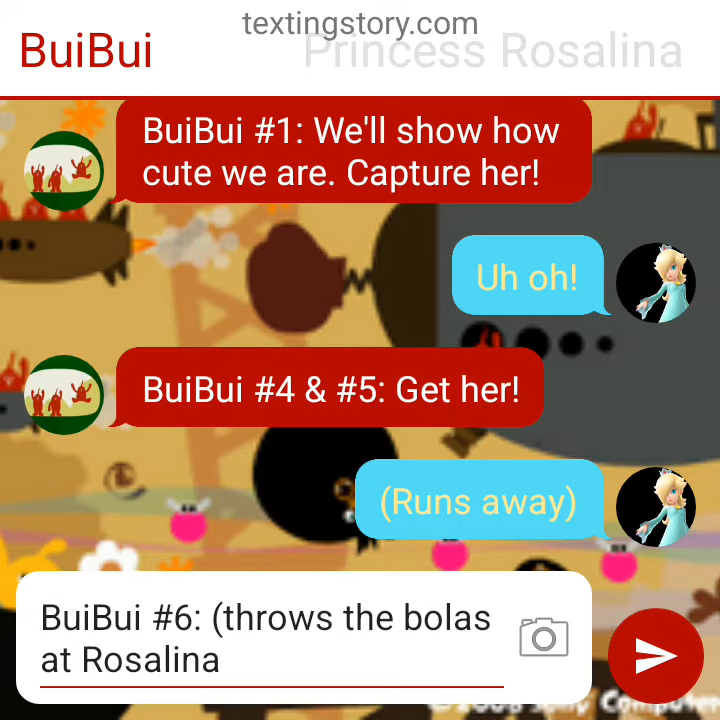 textingstory.com
BuiBui
Princess Rosalina
BuiBui #1: We'll show how
cute we are. Capture her!
Uh oh!
BuiBui #4 & #5: Get her!
(Runs away)
BuiBui #6: (throws the bolas
at Rosalina
Computer